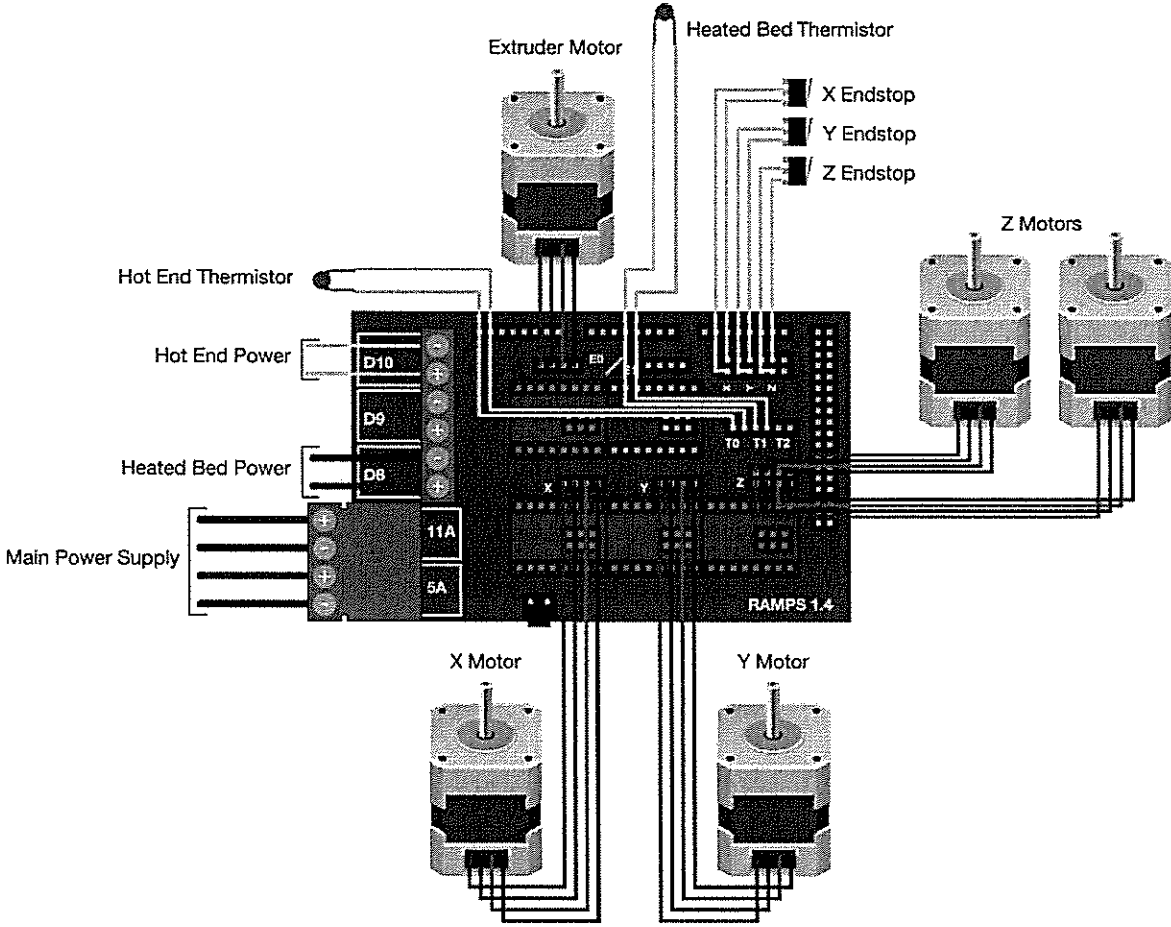 Heated Bed Thermistor
Extruder Motor
X Endstop
Y Endstop
Z Endstop
Z Motors
Hot End Thermistor
Hot End Power
D10
E0
X Y Z
D9
T0 T1 T2
Heated Bed Power
D8
X
Y
Z
11A
Main Power Supply
5A
RAMPS 1.4
X Motor
Y Motor